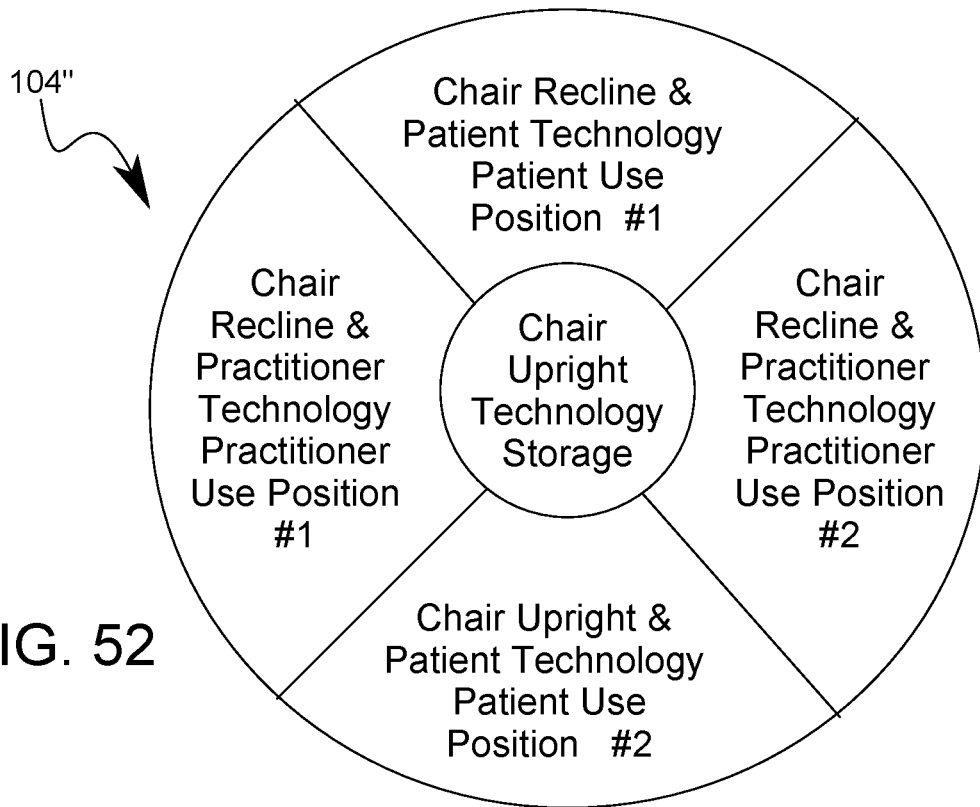 104"
Chair Recline &
Patient Technology
Patient Use
Position #1
Chair
Recline &
Practitioner
Technology
Practitioner
Use Position
#1
Chair
Upright
Technology
Storage
Chair
Recline &
Practitioner
Technology
Practitioner
Use Position
#2
Chair Upright &
Patient Technology
Patient Use
Position #2
IG. 52